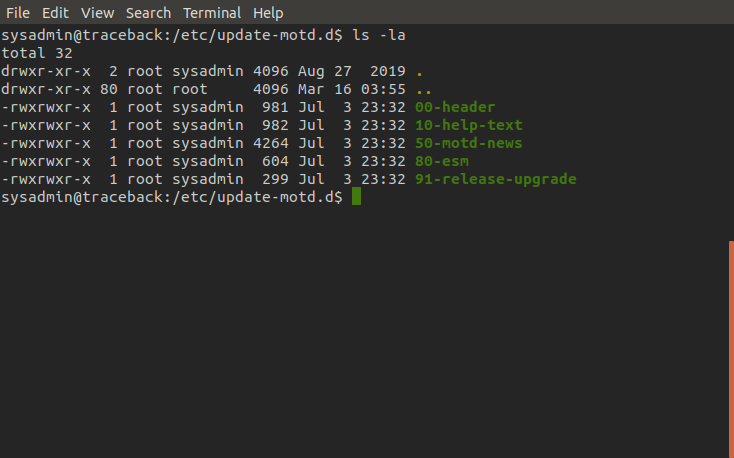 File Edit View Search Terminal Help
sysadmin@traceback:/etc/update-motd.d$ ls -la
total 32
drwxr-xr-x  2 root sysadmin 4096 Aug 27  2019 .
drwxr-xr-x 80 root root     4096 Mar 16 03:55 ..
-rwxrwxr-x  1 root sysadmin  981 Jul  3 23:32 00-header
-rwxrwxr-x  1 root sysadmin  982 Jul  3 23:32 10-help-text
-rwxrwxr-x  1 root sysadmin 4264 Jul  3 23:32 50-motd-news
-rwxrwxr-x  1 root sysadmin  604 Jul  3 23:32 80-esm
-rwxrwxr-x  1 root sysadmin  299 Jul  3 23:32 91-release-upgrade
sysadmin@traceback:/etc/update-motd.d$